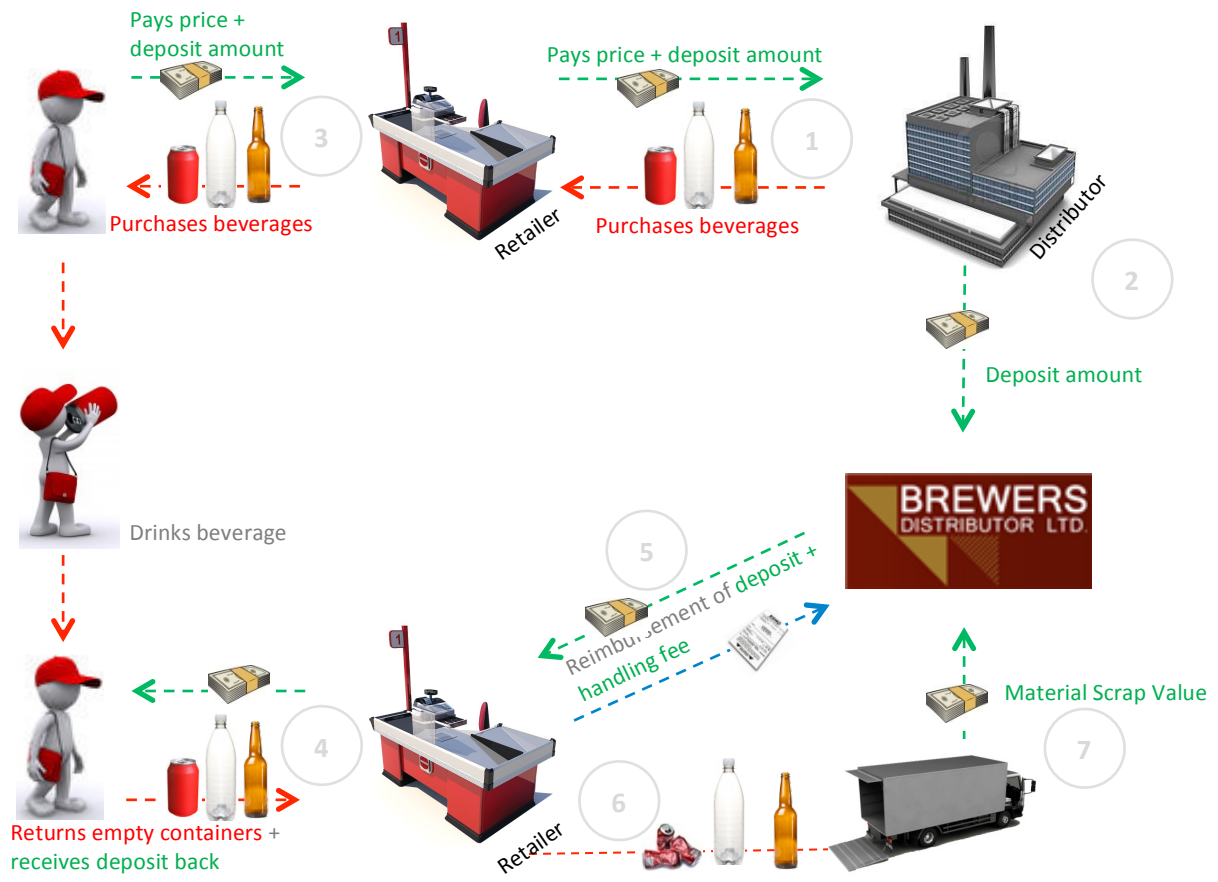 Pays price +
deposit amount
Pays price + deposit amount
1
3
1
Purchases beverages
Retailer
Purchases beverages
Distributor
2
Deposit amount
BREWERS
DISTRIBUTOR LTD.
Drinks beverage
5
Reimbursement of deposit +
handling fee
1
4
Material Scrap Value
7
6
Returns empty containers +
receives deposit back
Retailer